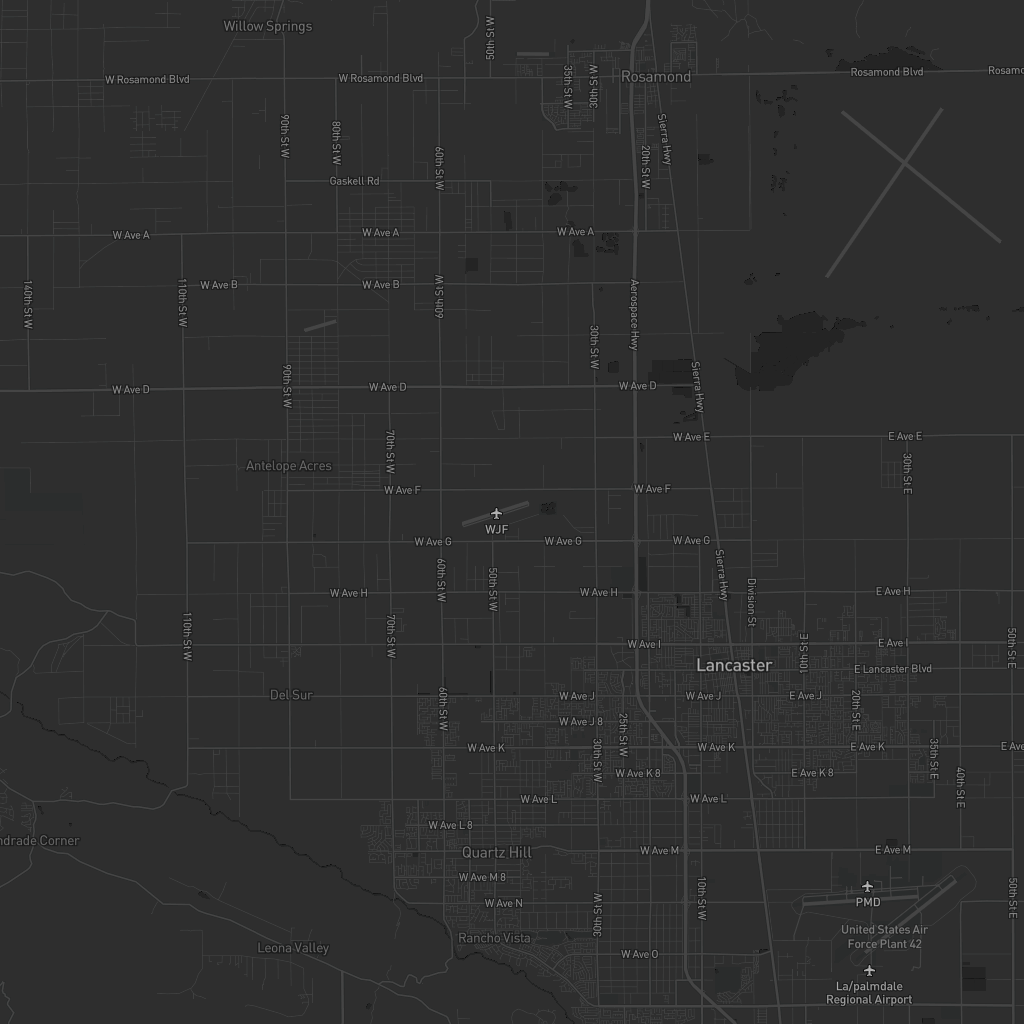 Willow Springs
W S1 4105
W Rosamond Blvd
W Rosamond Blvd
35th St W
W S1 4108
Rosamond
Rosamond Blvd
Rosamo
90th St W
80th St W
60th St W
Sierra Hwy
20th St W
Gaskell Rd
W Ave A
W Ave A
W Ave A
140th St W
110th St W
W Ave B
W Ave B
60th St W
Aerospace Hwy
30th St W
90th St W
Sierra Hwy
W Ave D
W Ave D
W Ave D
W Ave E
E Ave E
70th St W
30th St E
Antelope Acres
W Ave F
W Ave F
WJF
W Ave G
W Ave G
W Ave G
60th St W
50th St W
Sierra Hwy
Division St
W Ave H
W Ave H
E Ave H
110th St W
70th St W
W Ave I
10th St E
E Ave I
50th St E
Lancaster
E Lancaster Blvd
Del Sur
60th St W
W Ave J
W Ave J
E Ave J
20th St E
W Ave J 8
25th St W
W Ave K
30th St W
W Ave K
E Ave K
35th St E
E Ave
W Ave K 8
E Ave K 8
40th St E
W Ave L
W Ave L
W Ave L 8
ndrade Corner
Quartz Hill
W Ave M
E Ave M
W Ave M 8
10th St W
50th St E
W Ave N
30th St W
PMD
Rancho Vista
United States Air
Force Plant 42
Leona Valley
W Ave O
La/palmdale
Regional Airport